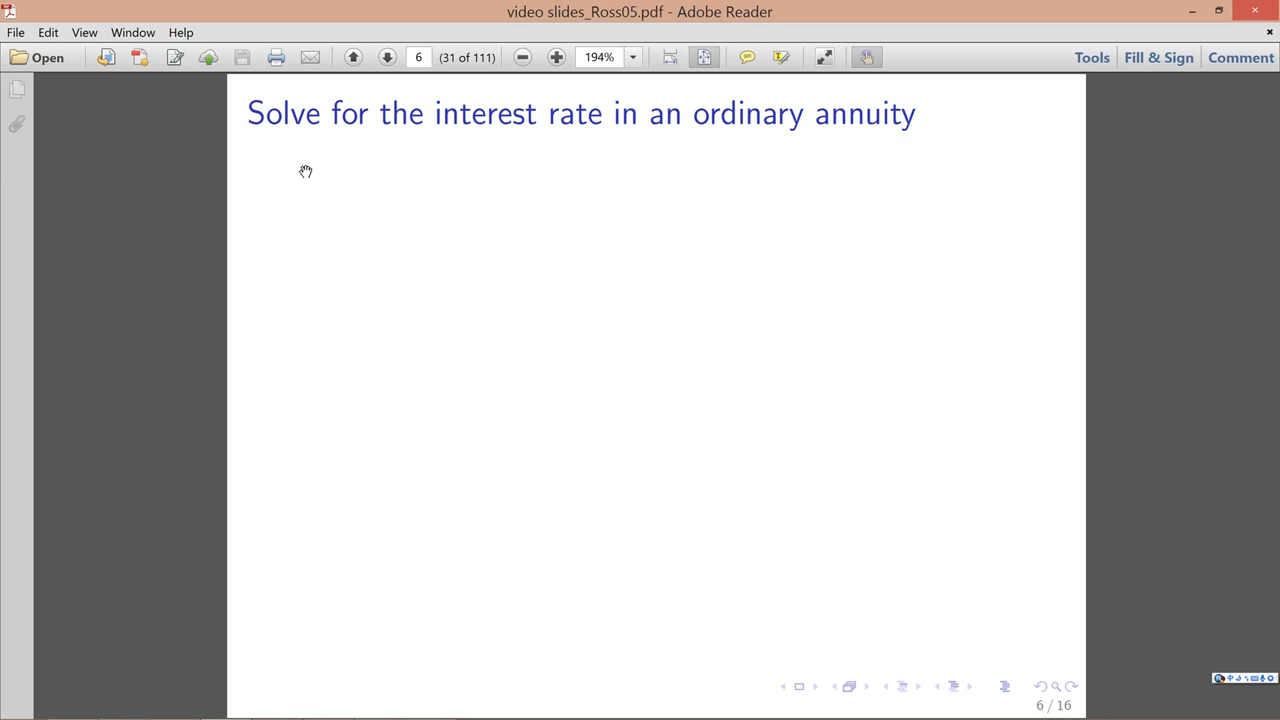 video slides_Ross05.pdf - Adobe Reader
File Edit View Window Help
Open 6 (31 of 111) 194% Tools Fill & Sign Comment
Solve for the interest rate in an ordinary annuity
6 / 16